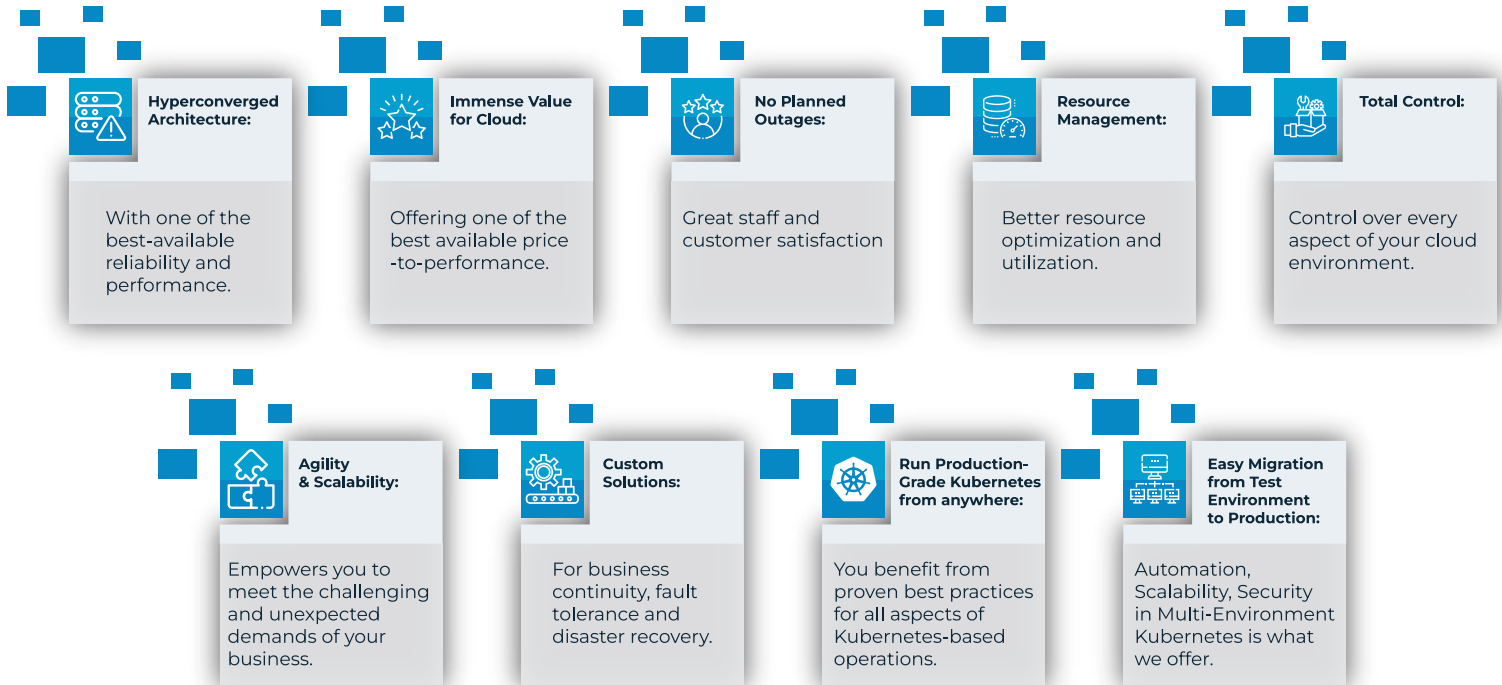 Hyperconverged
Architecture:
With one of the
best-available
reliability and
performance.
Immense Value
for Cloud:
Offering one of the
best available price
-to-performance.
No Planned
Outages:
Great staff and
customer satisfaction
Resource
Management:
Better resource
optimization and
utilization.
Total Control:
Control over every
aspect of your cloud
environment.
Agility
& Scalability:
Empowers you to
meet the challenging
and unexpected
demands of your
business.
Custom
Solutions:
For business
continuity, fault
tolerance and
disaster recovery.
Run Production-
Grade Kubernetes
from anywhere:
You benefit from
proven best practices
for all aspects of
Kubernetes-based
operations.
Easy Migration
from Test
Environment
to Production:
Automation,
Scalability, Security
in Multi-Environment
Kubernetes is what
we offer.